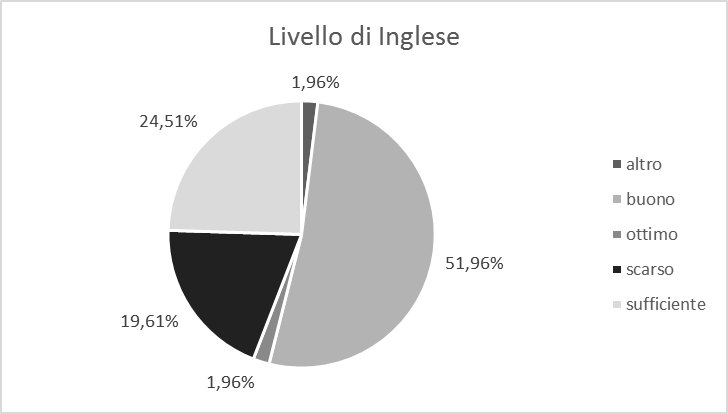 Livello di Inglese
1,96%
24,51%
altro
buono
ottimo
51,96%
scarso
sufficiente
19,61%
1,96%